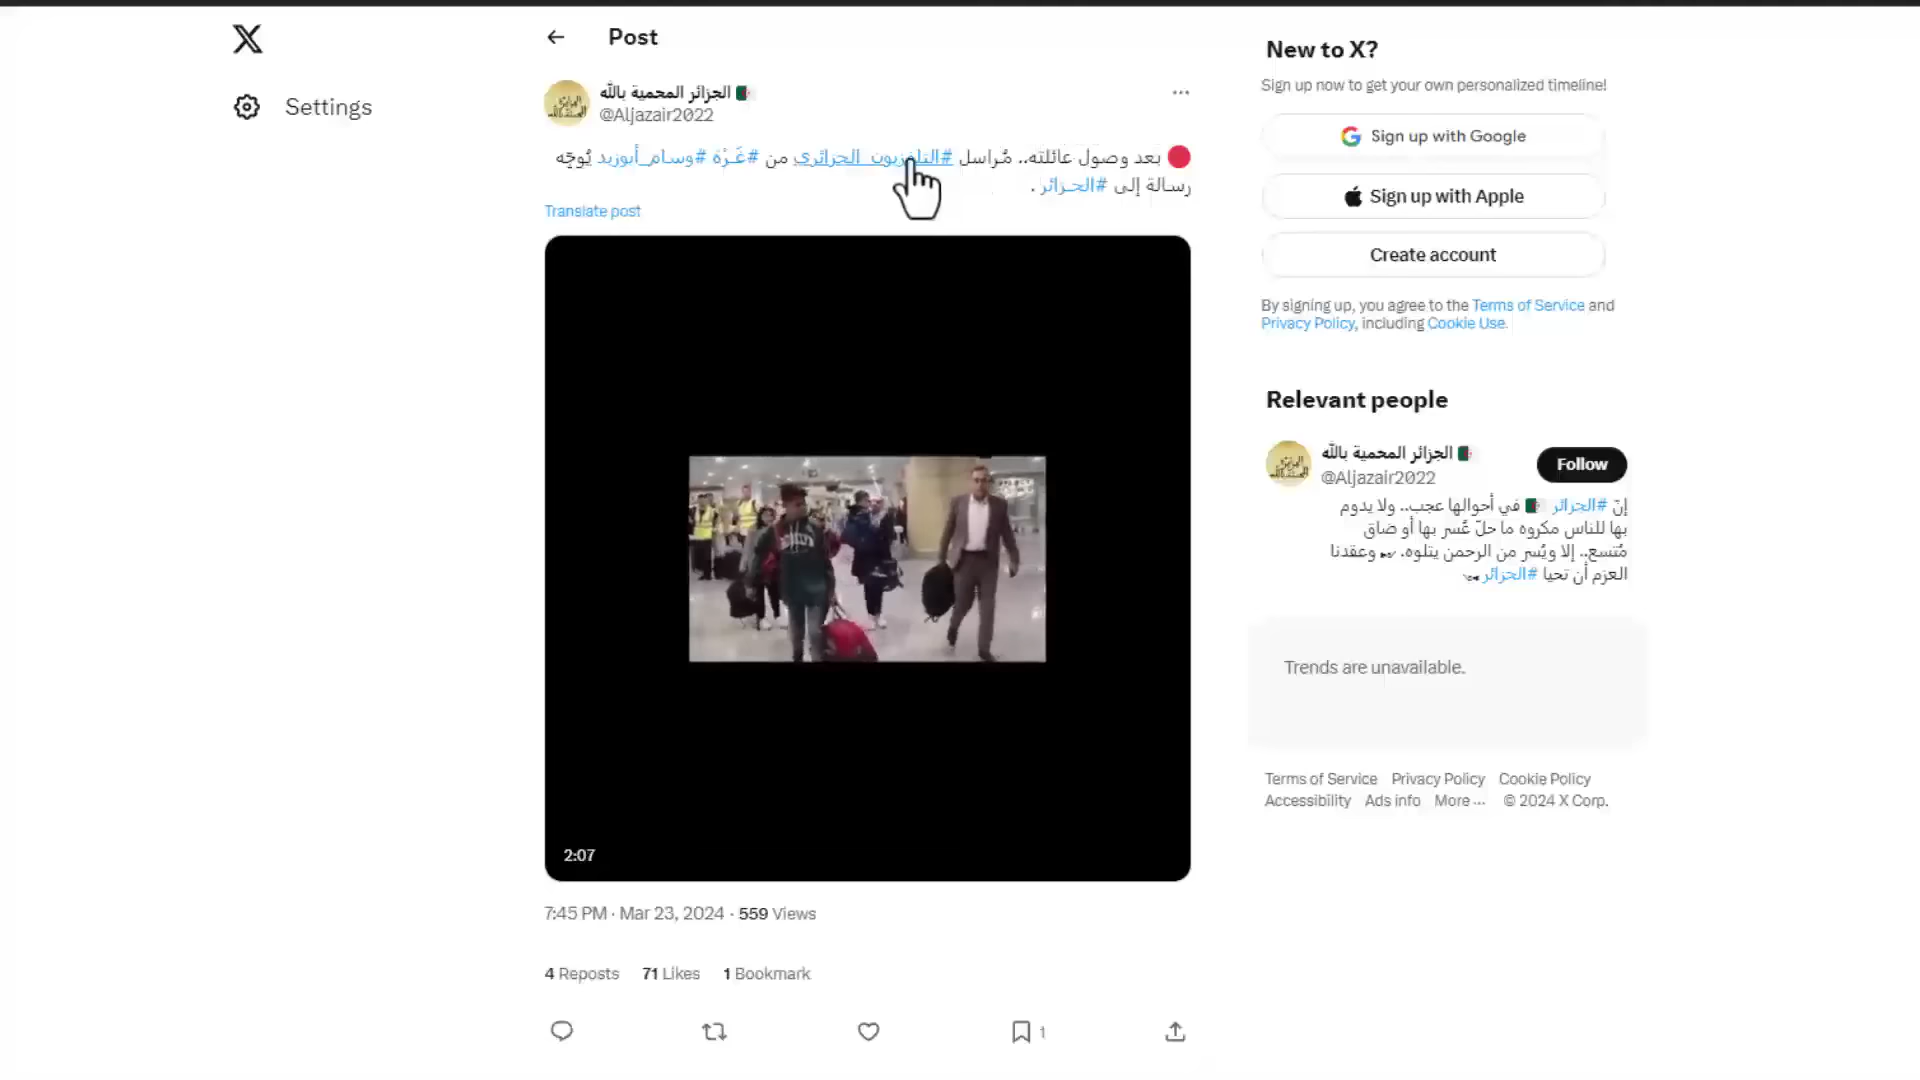 Settings
Post
الجزائر المحمية بالله
@Aljazair2022
بعد وصول عائلته.. مُراسل #التلفزيون_الجزائري من #غَـزْة #وسـام_أبوزيد يُوجّه
رسالة إلى #الجـزائر .
Translate post
2:07
7:45 PM · Mar 23, 2024 · 559 Views
4 Reposts 71 Likes 1 Bookmark
1
New to X?
Sign up now to get your own personalized timeline!
Sign up with Google
Sign up with Apple
Create account
By signing up, you agree to the Terms of Service and
Privacy Policy, including Cookie Use.
Relevant people
الجزائر المحمية بالله
@Aljazair2022
Follow
إنّ #الجزائر في أحوالها عجب.. ولا يدوم
بها للناس مكروه ما حلّ عُسر بها أو ضاق
مُتسع.. إلا ويُسر من الرحمن يتلوه. وعقدنا
العزم أن تحيا #الجزائر
Trends are unavailable.
Terms of Service Privacy Policy Cookie Policy
Accessibility Ads info More ... © 2024 X Corp.